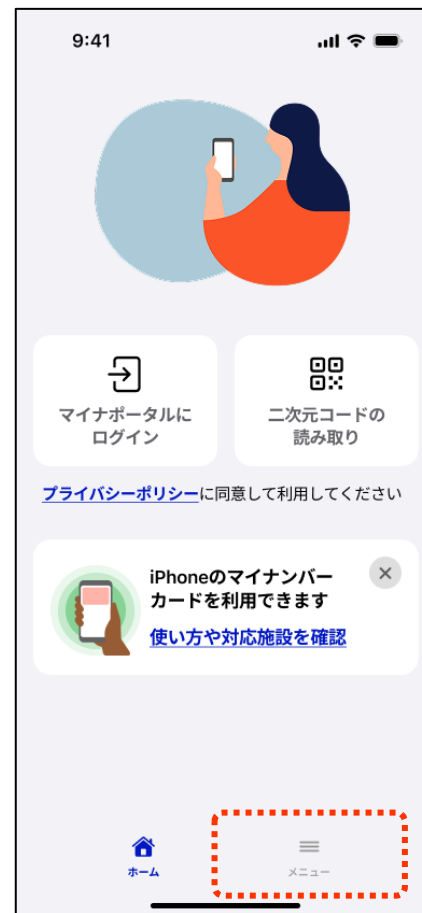 9:41
マイナポータルに
ログイン
二次元コードの
読み取り
プライバシーポリシーに同意して利用してください
iPhoneのマイナンバー
カードを利用できます
使い方や対応施設を確認
ホーム
メニュー